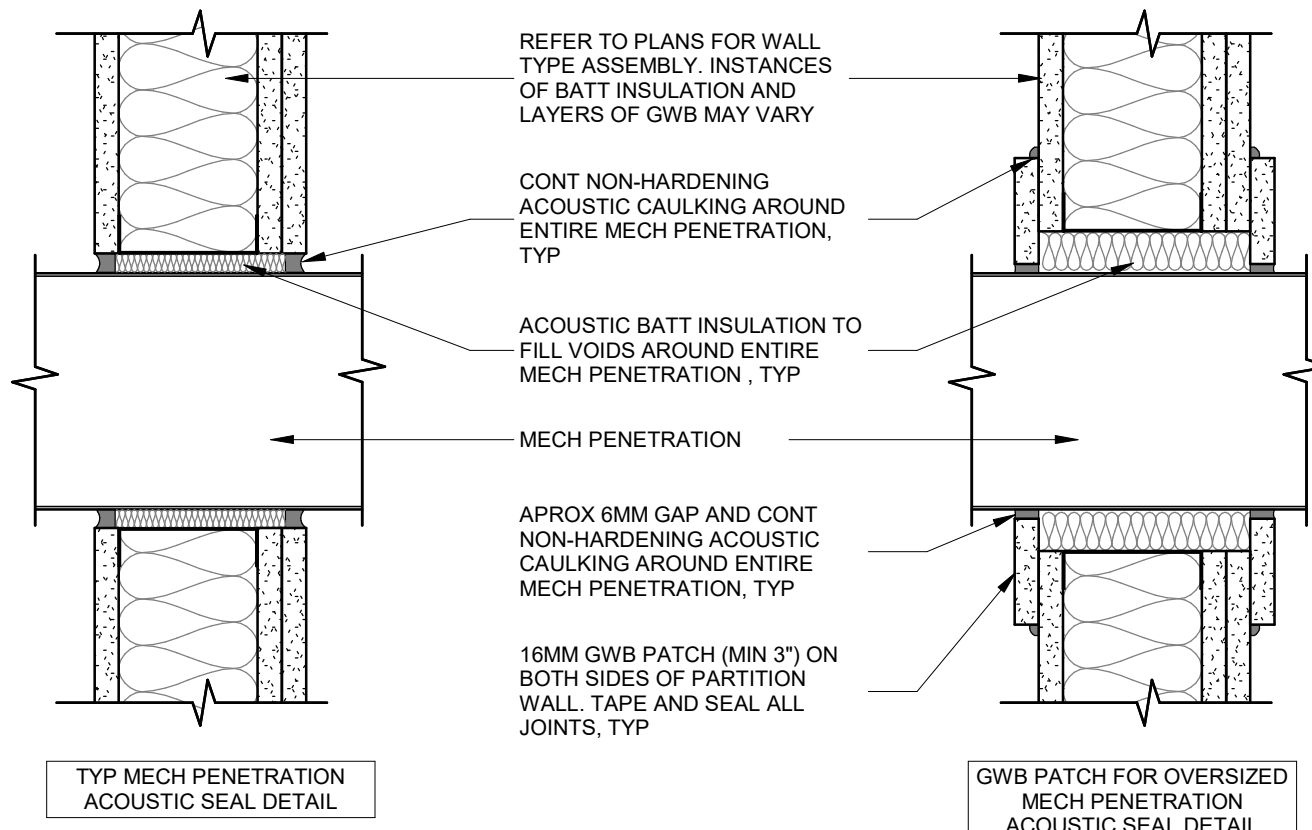 REFER TO PLANS FOR WALL
TYPE ASSEMBLY. INSTANCES
OF BATT INSULATION AND
LAYERS OF GWB MAY VARY
CONT NON-HARDENING
ACOUSTIC CAULKING AROUND
ENTIRE MECH PENETRATION,
TYP
ACOUSTIC BATT INSULATION TO
FILL VOIDS AROUND ENTIRE
MECH PENETRATION , TYP
MECH PENETRATION
APROX 6MM GAP AND CONT
NON-HARDENING ACOUSTIC
CAULKING AROUND ENTIRE
MECH PENETRATION, TYP
16MM GWB PATCH (MIN 3") ON
BOTH SIDES OF PARTITION
WALL. TAPE AND SEAL ALL
JOINTS, TYP
TYP MECH PENETRATION
ACOUSTIC SEAL DETAIL
GWB PATCH FOR OVERSIZED
MECH PENETRATION
ACOUSTIC SEAL DETAIL